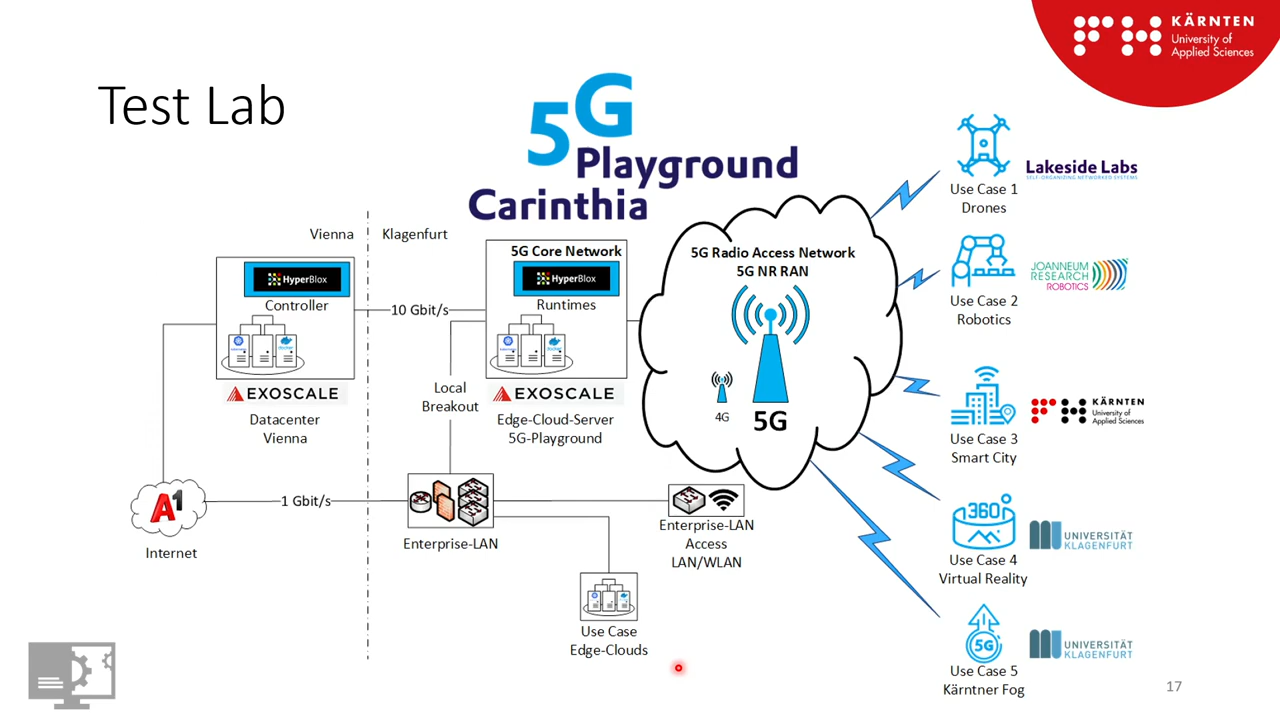 KÄRNTEN
University of
Applied Sciences
Test Lab
5G
Playground
Carinthia
Vienna
Klagenfurt
HyperBlox
Controller
EXOSCALE
Datacenter
Vienna
10 Gbit/s
5G Core Network
HyperBlox
Runtimes
EXOSCALE
Edge-Cloud-Server
5G-Playground
Local
Breakout
5G Radio Access Network
5G NR RAN
4G
5G
A1
Internet
1 Gbit/s
Enterprise-LAN
Enterprise-LAN
Access
LAN/WLAN
Use Case
Edge-Clouds
Use Case 1
Drones
Lakeside Labs
SELF-ORGANIZING NETWORKED SYSTEMS
Use Case 2
Robotics
JOANNEUM
RESEARCH
ROBOTICS
Use Case 3
Smart City
KÄRNTEN
University of
Applied Sciences
360°
Use Case 4
Virtual Reality
UNIVERSITÄT
KLAGENFURT
5G
Use Case 5
Kärntner Fog
UNIVERSITÄT
KLAGENFURT
17